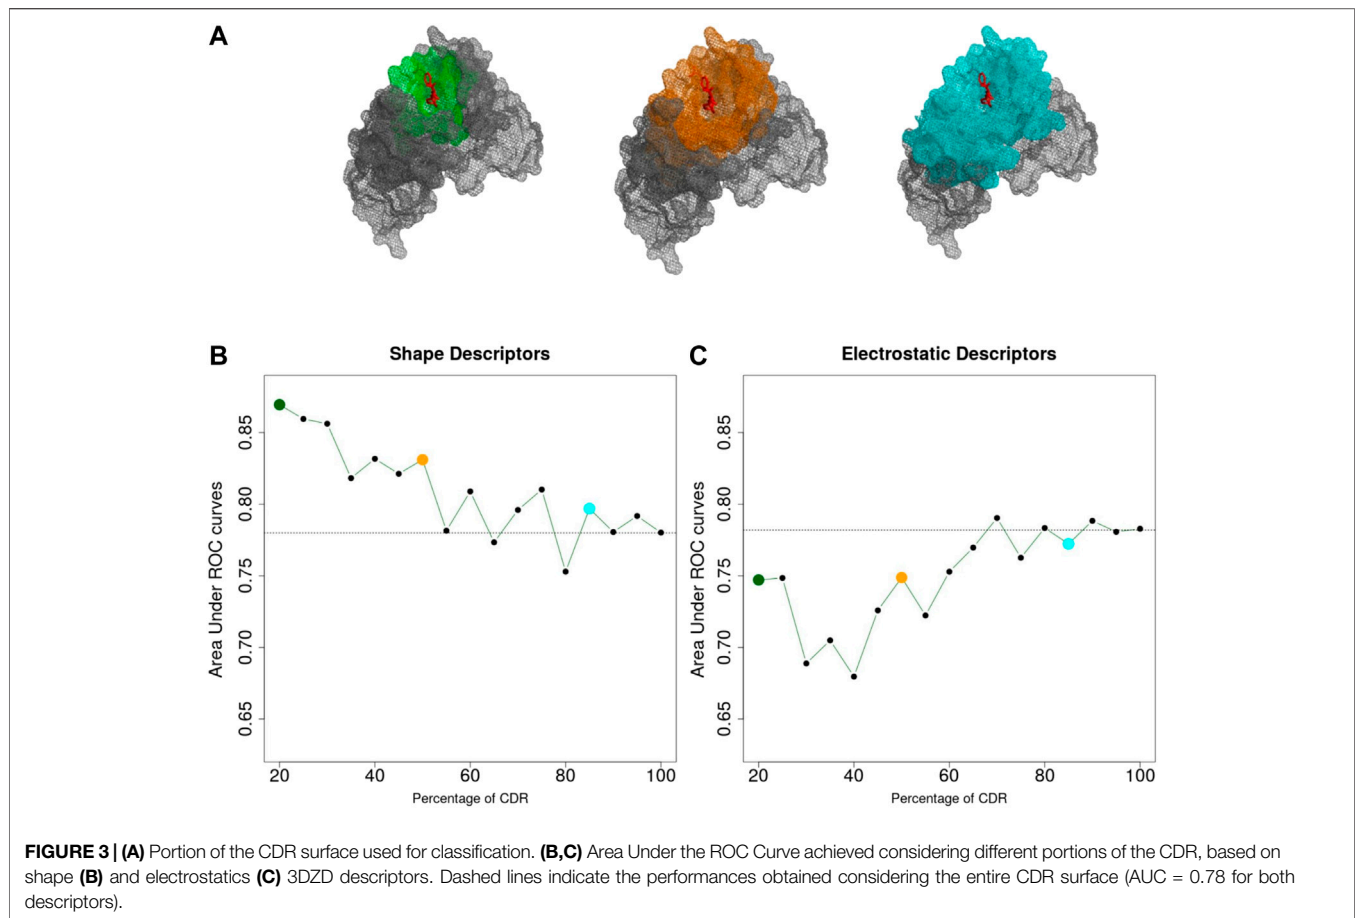 A
B
Shape Descriptors
Area Under ROC curves
0.85
0.80
0.75
0.70
0.65
20 40 60 80 100
Percentage of CDR
C
Electrostatic Descriptors
Area Under ROC curves
0.85
0.80
0.75
0.70
0.65
20 40 60 80 100
Percentage of CDR
FIGURE 3 | (A) Portion of the CDR surface used for classification. (B,C) Area Under the ROC Curve achieved considering different portions of the CDR, based on
shape (B) and electrostatics (C) 3DZD descriptors. Dashed lines indicate the performances obtained considering the entire CDR surface (AUC = 0.78 for both
descriptors).